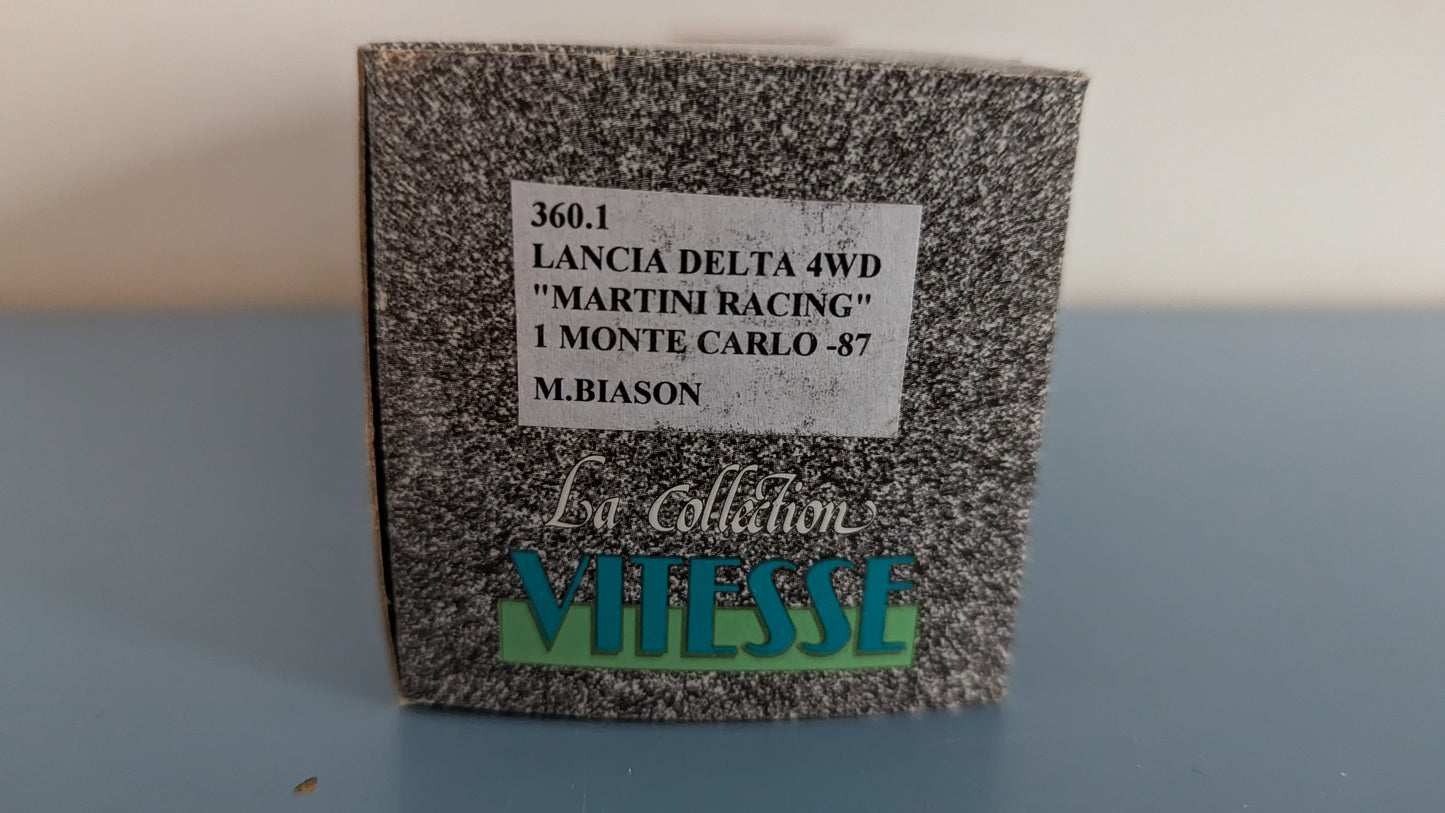 360.1
LANCIA DELTA 4WD
"MARTINI RACING"
1 MONTE CARLO -87
M.BIASON
La Collection
VITESSE